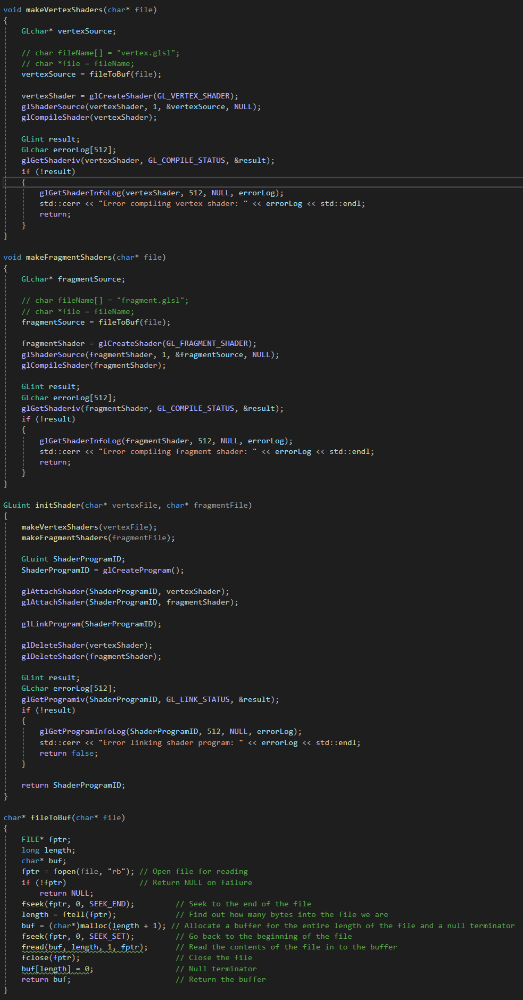 void makeVertexShaders(char* file)
{
    GLchar* vertexSource;

    // char fileName[] = "vertex.glsl";
    // char *file = fileName;
    vertexSource = fileToBuf(file);

    vertexShader = glCreateShader(GL_VERTEX_SHADER);
    glShaderSource(vertexShader, 1, &vertexSource, NULL);
    glCompileShader(vertexShader);

    GLint result;
    GLchar errorLog[512];
    glGetShaderiv(vertexShader, GL_COMPILE_STATUS, &result);
    if (!result)
    {
        glGetShaderInfoLog(vertexShader, 512, NULL, errorLog);
        std::cerr << "Error compiling vertex shader: " << errorLog << std::endl;
        return;
    }
}

void makeFragmentShaders(char* file)
{
    GLchar* fragmentSource;

    // char fileName[] = "fragment.glsl";
    // char *file = fileName;
    fragmentSource = fileToBuf(file);

    fragmentShader = glCreateShader(GL_FRAGMENT_SHADER);
    glShaderSource(fragmentShader, 1, &fragmentSource, NULL);
    glCompileShader(fragmentShader);

    GLint result;
    GLchar errorLog[512];
    glGetShaderiv(fragmentShader, GL_COMPILE_STATUS, &result);
    if (!result)
    {
        glGetShaderInfoLog(fragmentShader, 512, NULL, errorLog);
        std::cerr << "Error compiling fragment shader: " << errorLog << std::endl;
        return;
    }
}

GLuint initShader(char* vertexFile, char* fragmentFile)
{
    makeVertexShaders(vertexFile);
    makeFragmentShaders(fragmentFile);

    GLuint ShaderProgramID;
    ShaderProgramID = glCreateProgram();

    glAttachShader(ShaderProgramID, vertexShader);
    glAttachShader(ShaderProgramID, fragmentShader);

    glLinkProgram(ShaderProgramID);

    glDeleteShader(vertexShader);
    glDeleteShader(fragmentShader);

    GLint result;
    GLchar errorLog[512];
    glGetProgramiv(ShaderProgramID, GL_LINK_STATUS, &result);
    if (!result)
    {
        glGetProgramInfoLog(ShaderProgramID, 512, NULL, errorLog);
        std::cerr << "Error linking shader program: " << errorLog << std::endl;
        return false;
    }

    return ShaderProgramID;
}

char* fileToBuf(char* file)
{
    FILE* fptr;
    long length;
    char* buf;
    fptr = fopen(file, "rb"); // Open file for reading
    if (!fptr)                // Return NULL on failure
        return NULL;
    fseek(fptr, 0, SEEK_END);         // Seek to the end of the file
    length = ftell(fptr);             // Find out how many bytes into the file we are
    buf = (char*)malloc(length + 1); // Allocate a buffer for the entire length of the file and a null terminator
    fseek(fptr, 0, SEEK_SET);         // Go back to the beginning of the file
    fread(buf, length, 1, fptr);      // Read the contents of the file in to the buffer
    fclose(fptr);                     // Close the file
    buf[length] = 0;                  // Null terminator
    return buf;                       // Return the buffer
}